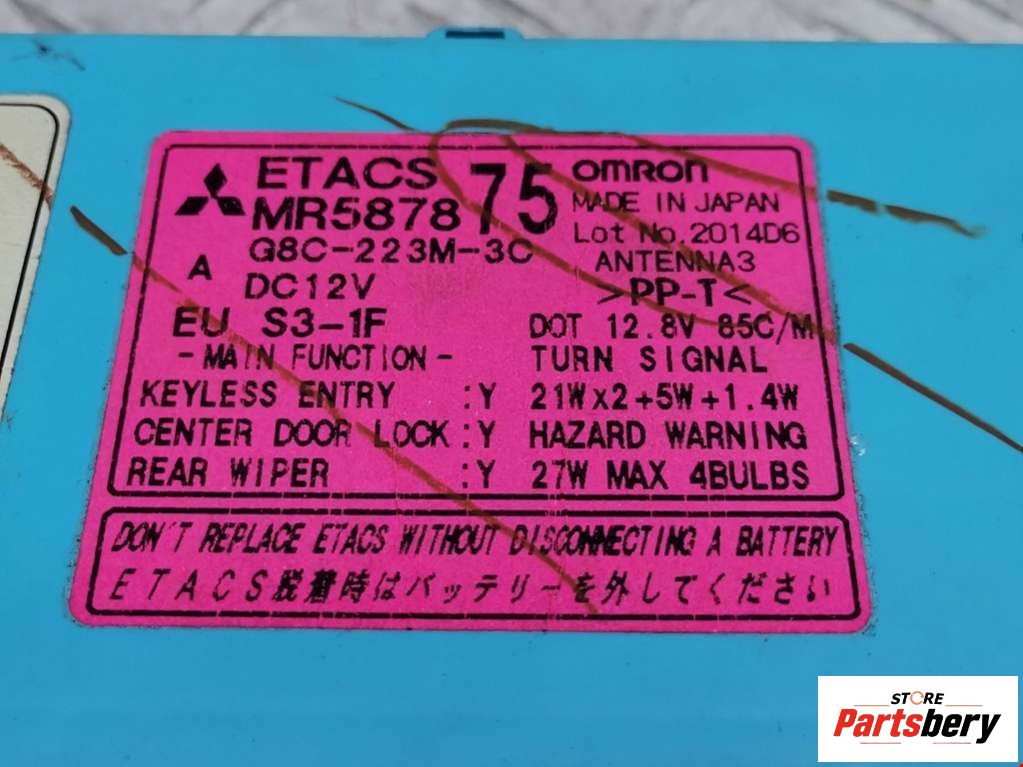 ETACS 75 OMRON
MR5878 MADE IN JAPAN
G8C-223M-3C Lot No.2014D6
A ANTENNA3
DC12V >PP-T<
EU S3-1F DOT 12.8V 85C/M
-MAIN FUNCTION- TURN SIGNAL
KEYLESS ENTRY :Y 21Wx2+5W+1.4W
CENTER DOOR LOCK:Y HAZARD WARNING
REAR WIPER :Y 27W MAX 4BULBS
DON'T REPLACE ETACS WITHOUT DISCONNECTING A BATTERY
ETACS脱着時はバッテリーを外してください
STORE
Partsbery